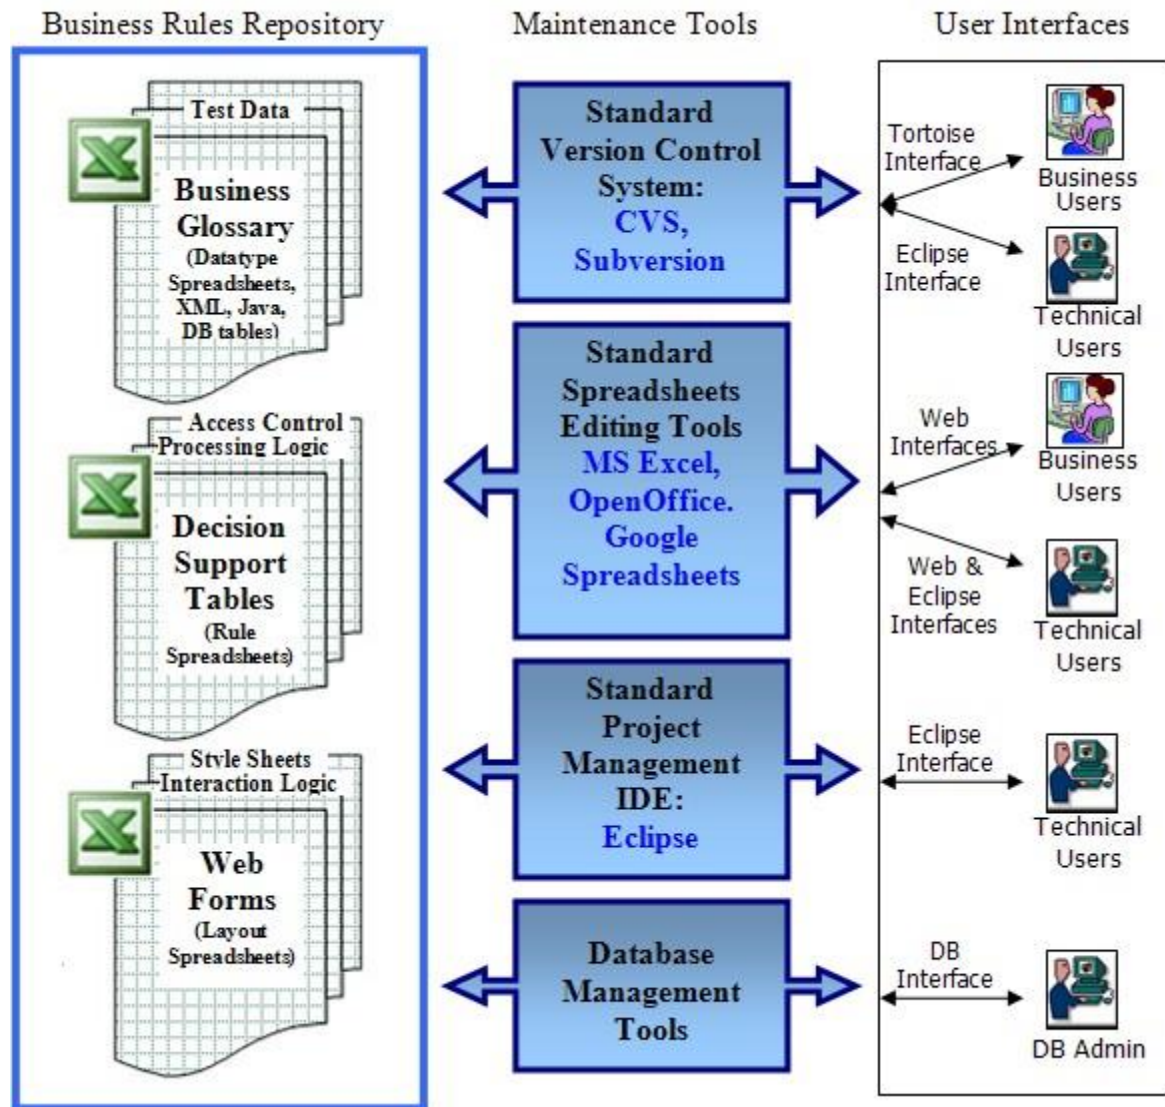 Business Rules Repository
Maintenance Tools
User Interfaces
Test Data
Business
Glossary
(Datatype
Spreadsheets,
XML, Java,
DB tables)
Access Control
Processing Logic
Decision
Support
Tables
(Rule
Spreadsheets)
Style Sheets
Interaction Logic
Web
Forms
(Layout
Spreadsheets)
Standard
Version Control
System:
CVS,
Subversion
Standard
Spreadsheets
Editing Tools
MS Excel,
OpenOffice.
Google
Spreadsheets
Standard
Project
Management
IDE:
Eclipse
Database
Management
Tools
Tortoise
Interface
Business
Users
Eclipse
Interface
Technical
Users
Web
Interfaces
Business
Users
Web &
Eclipse
Interfaces
Technical
Users
Eclipse
Interface
Technical
Users
DB
Interface
DB Admin